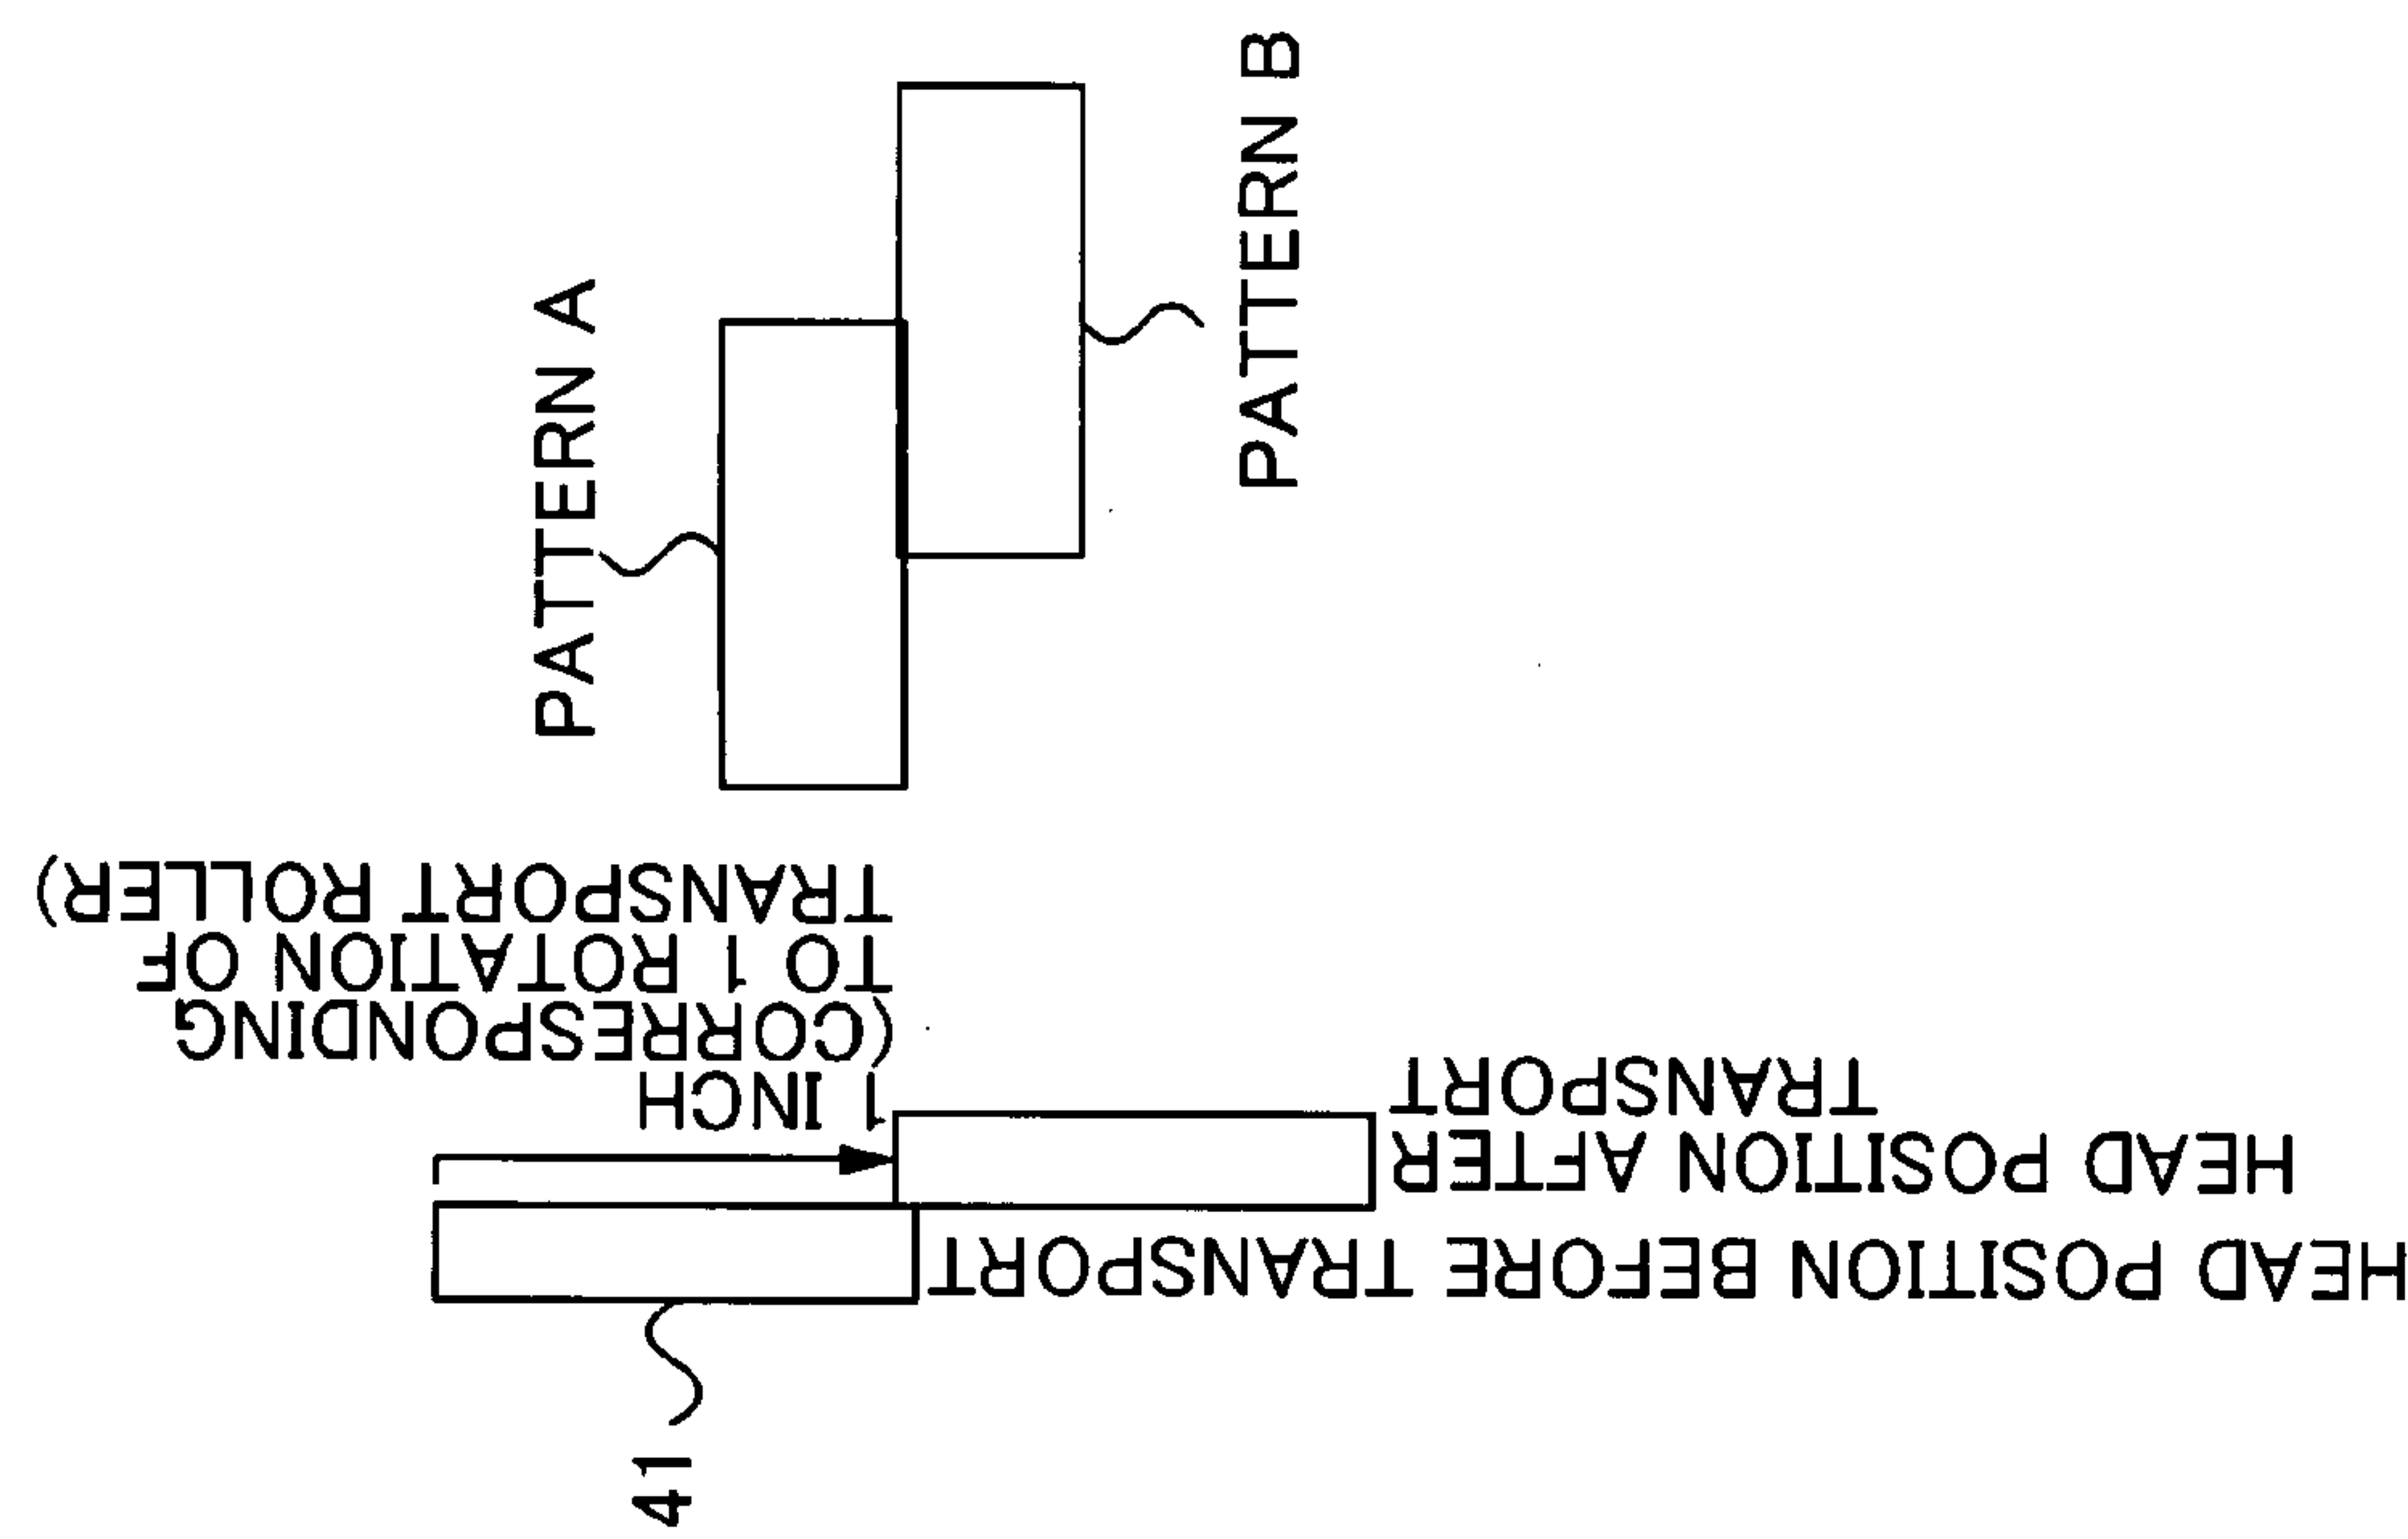 PATTERN A
PATTERN B
1 INCH
(CORRESPONDING
TO 1 ROTATION OF
TRANSPORT ROLLER)
HEAD POSITION AFTER
TRANSPORT
HEAD POSITION BEFORE TRANSPORT
41